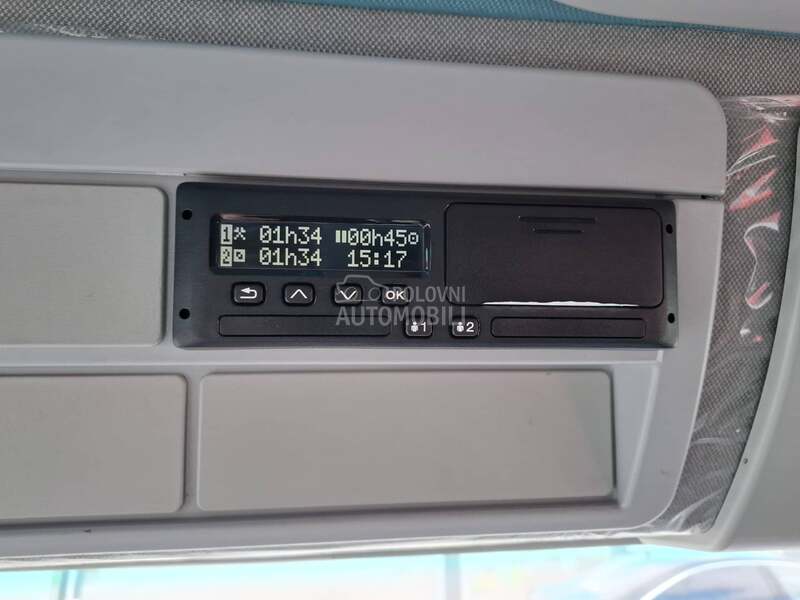 1 01h34 00h45
2 01h34 15:17
OK
POLOVNI
AUTOMOBILI
1 2